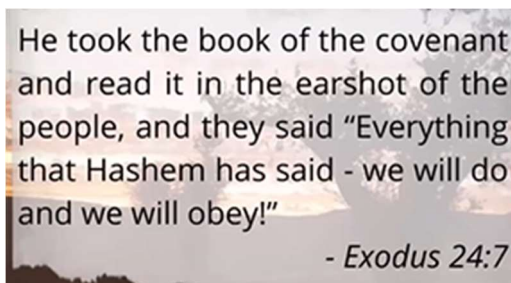 He took the book of the covenant
and read it in the earshot of the
people, and they said “Everything
that Hashem has said - we will do
and we will obey!”
- Exodus 24:7